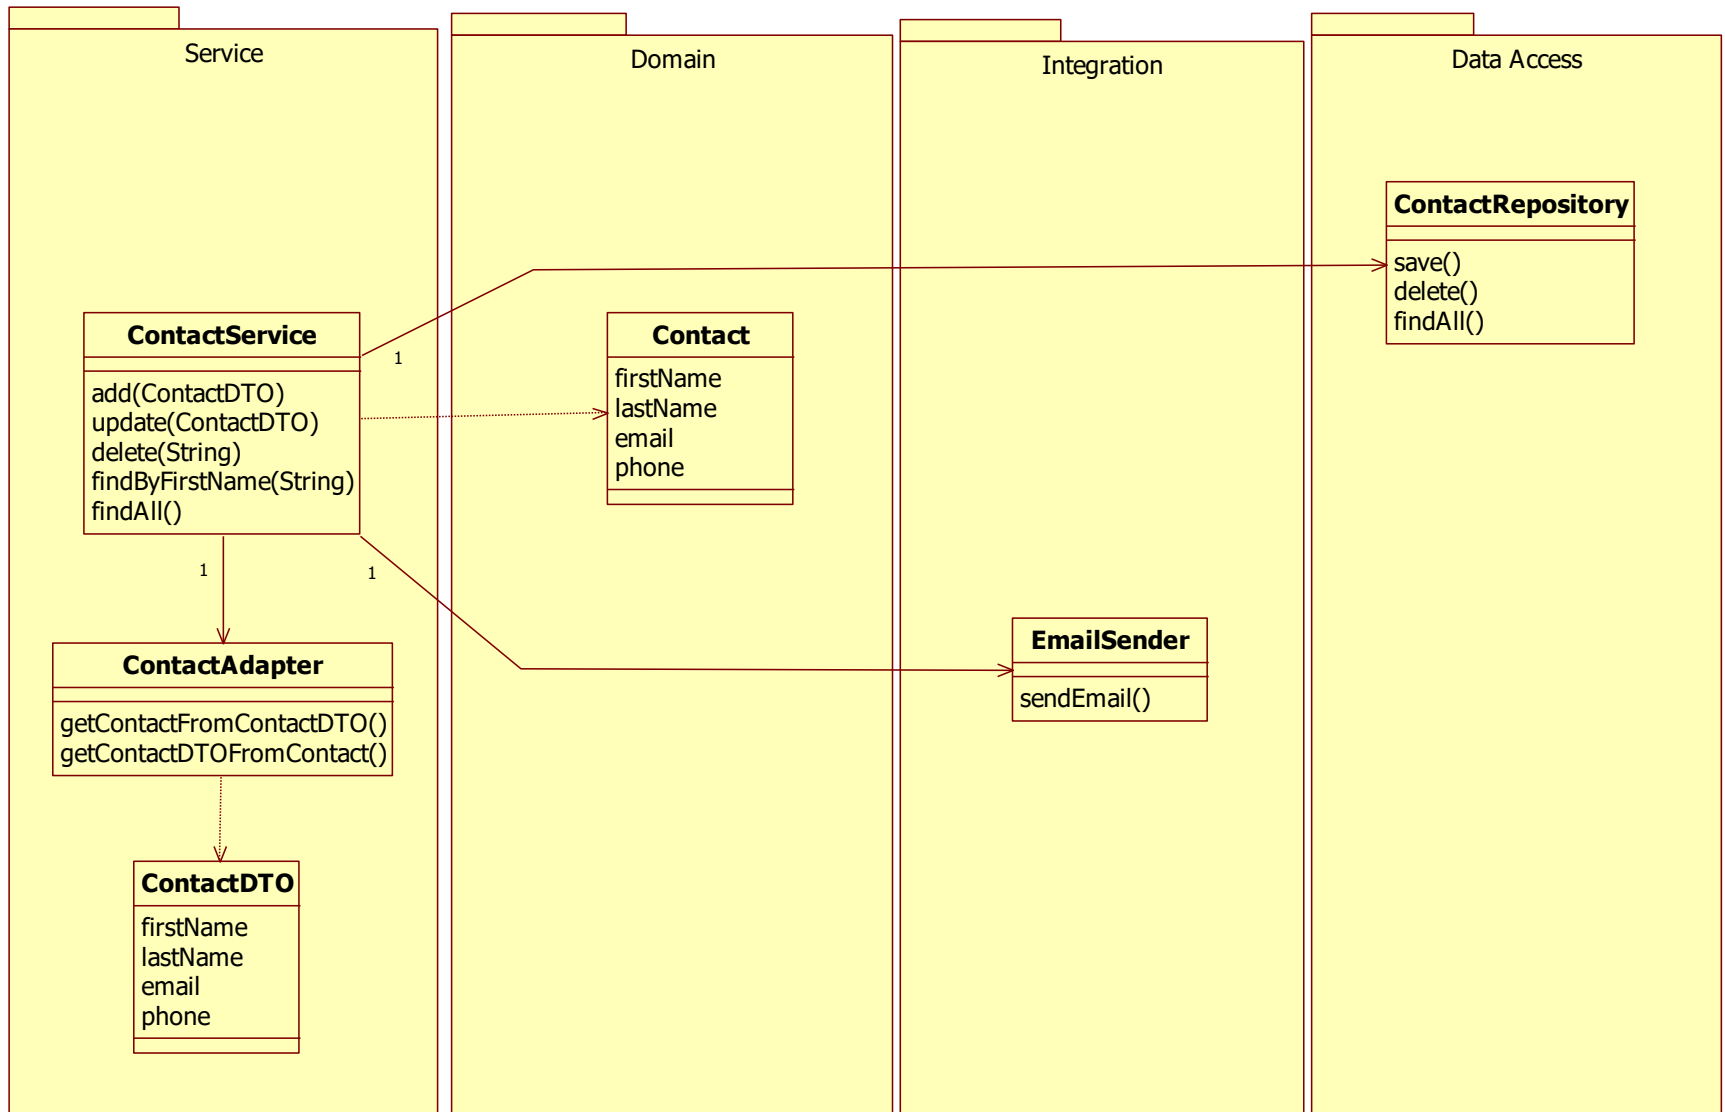 Service
Domain
Integration
Data Access
ContactRepository
save()
delete()
findAll()
ContactService
add(ContactDTO)
update(ContactDTO)
delete(String)
findByFirstName(String)
findAll()
1
1
1
Contact
firstName
lastName
email
phone
ContactAdapter
getContactFromContactDTO()
getContactDTOFromContact()
EmailSender
sendEmail()
ContactDTO
firstName
lastName
email
phone